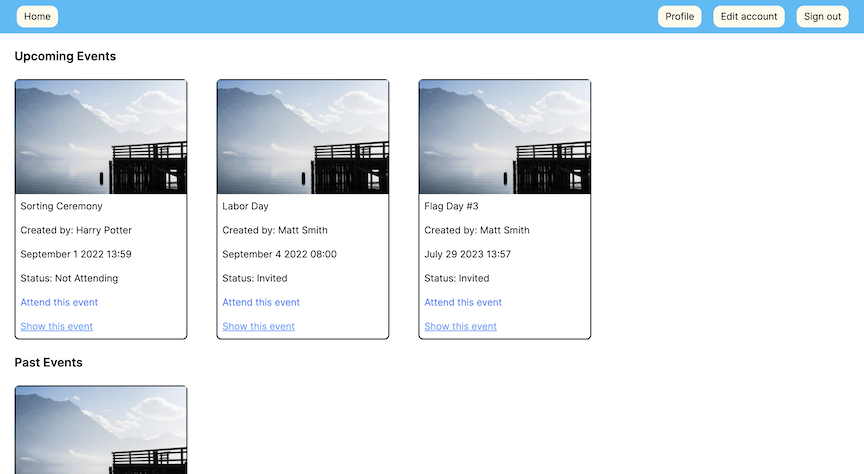 Home
Profile
Edit account
Sign out
Upcoming Events
Sorting Ceremony
Created by: Harry Potter
September 1 2022 13:59
Status: Not Attending
Attend this event
Show this event
Labor Day
Created by: Matt Smith
September 4 2022 08:00
Status: Invited
Attend this event
Show this event
Flag Day #3
Created by: Matt Smith
July 29 2023 13:57
Status: Invited
Attend this event
Show this event
Past Events